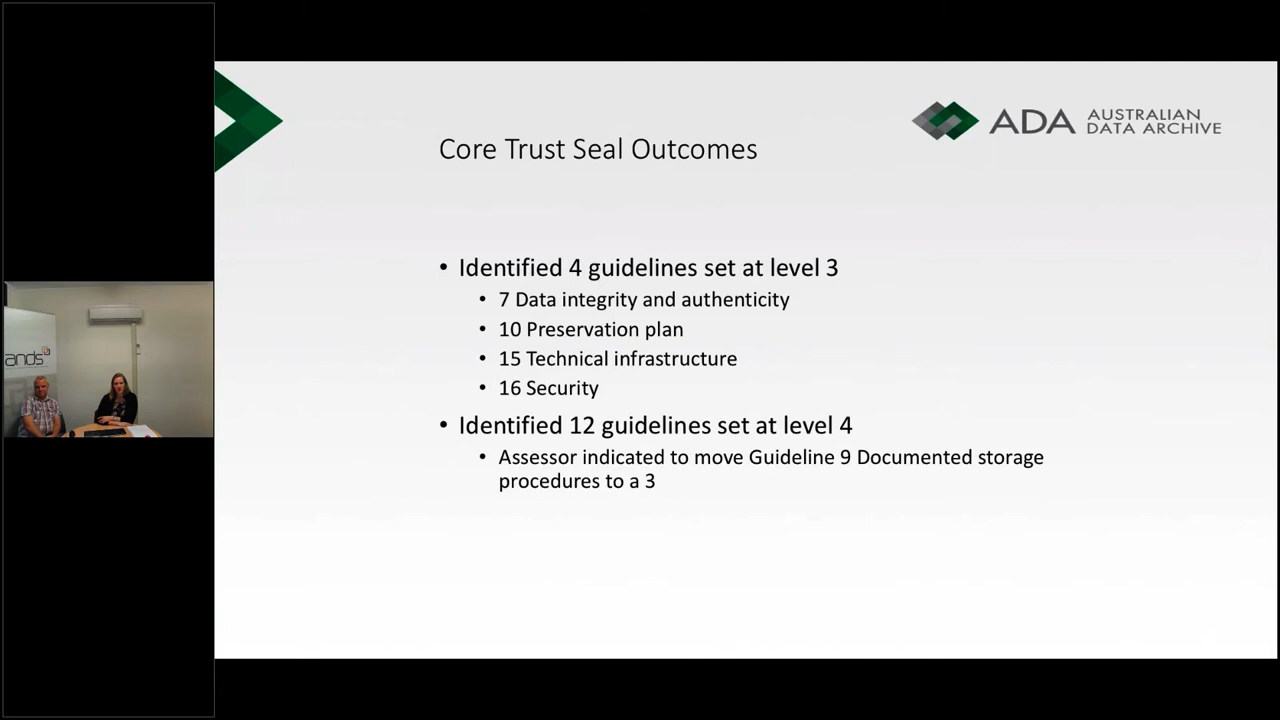 ADA AUSTRALIAN
DATA ARCHIVE
Core Trust Seal Outcomes
• Identified 4 guidelines set at level 3
• 7 Data integrity and authenticity
• 10 Preservation plan
• 15 Technical infrastructure
• 16 Security
• Identified 12 guidelines set at level 4
• Assessor indicated to move Guideline 9 Documented storage
procedures to a 3
ands